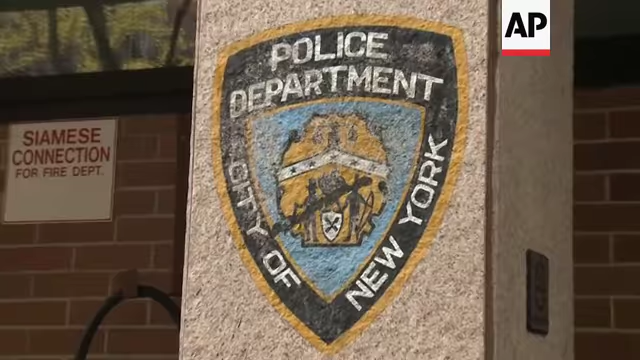 AP
POLICE
DEPARTMENT
CITY OF
NEW YORK
SIAMESE
CONNECTION
FOR FIRE DEPT.